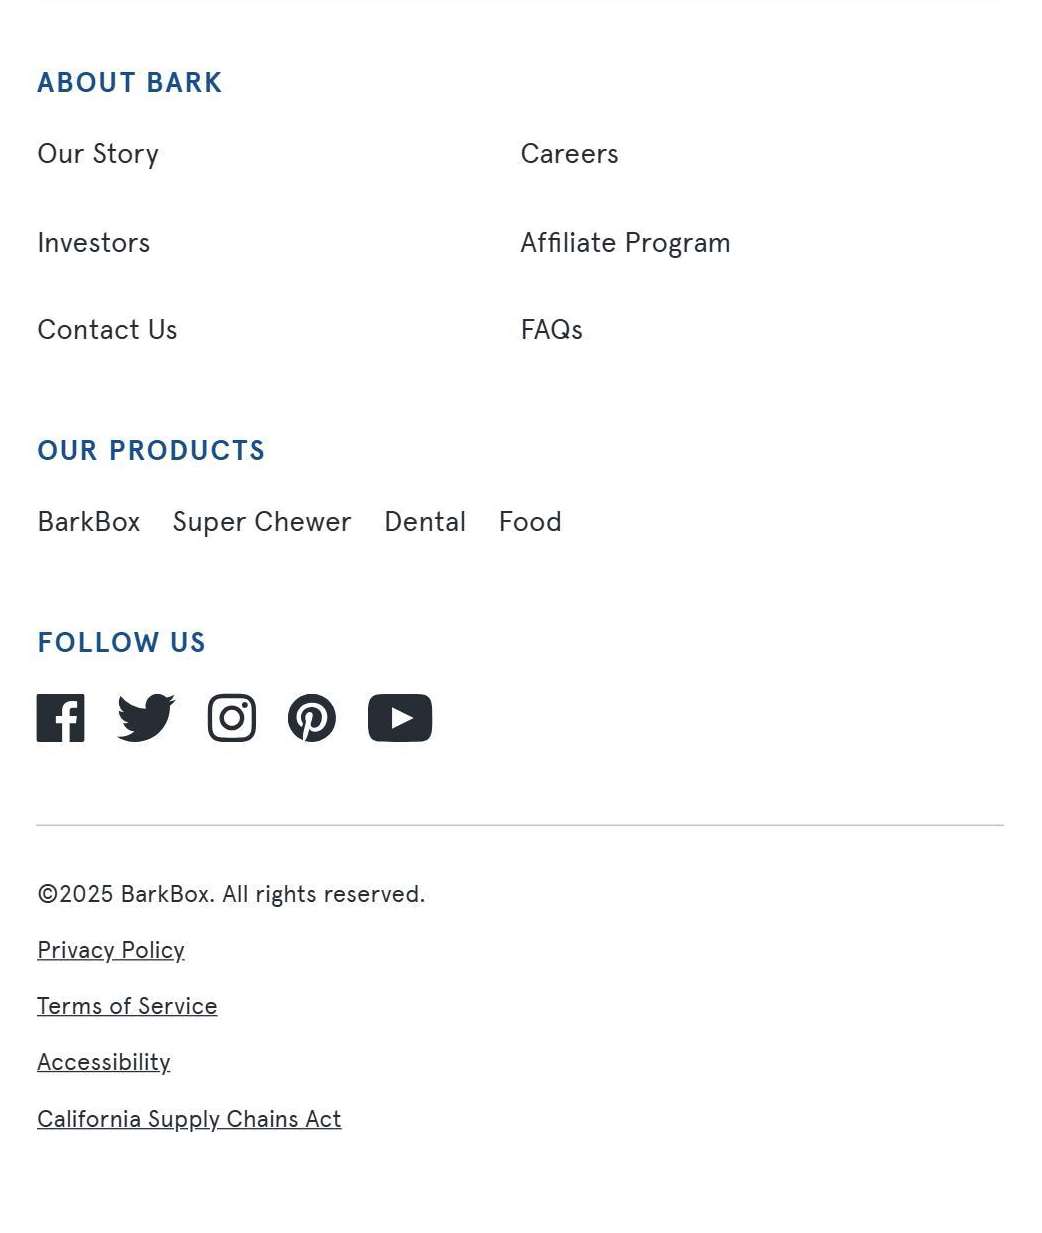 ABOUT BARK
Our Story
Careers
Investors
Affiliate Program
Contact Us
FAQs
OUR PRODUCTS
BarkBox Super Chewer Dental Food
FOLLOW US
©2025 BarkBox. All rights reserved.
Privacy Policy
Terms of Service
Accessibility
California Supply Chains Act